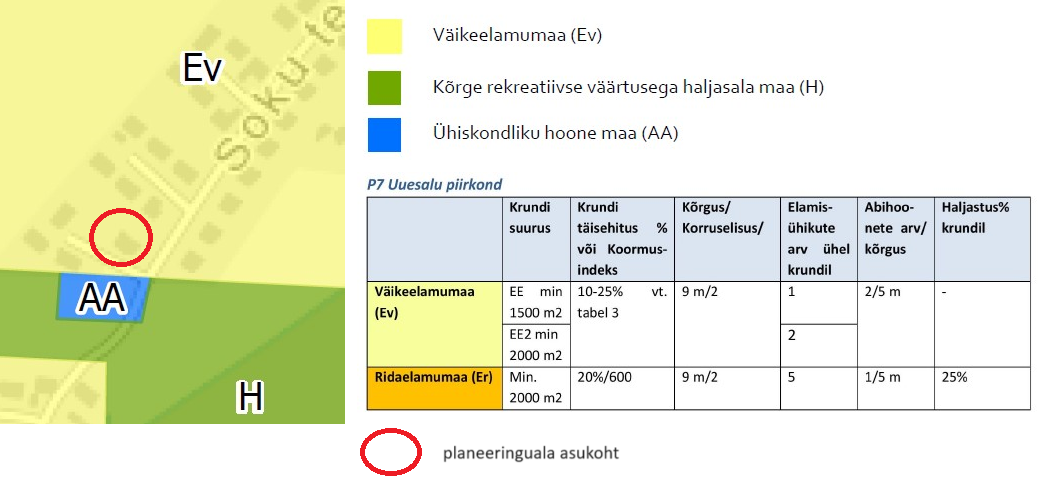 Ev
Soku-te
AA
H
Väikeelamumaa (Ev)
Kõrge rekreatiivse väärtusega haljasala maa (H)
Ühiskondliku hoone maa (AA)
P7 Uuesalu piirkond
Krundi suurus
Krundi täisehitus % või Koormus-indeks
Kõrgus/ Korruselisus/
Elamis-ühikute arv ühel krundil
Abihoo-nete arv/ kõrgus
Haljastus% krundil
Väikeelamumaa (Ev)
EE min 1500 m2
10-25% vt. tabel 3
9 m/2
1
2/5 m
-
EE2 min 2000 m2
2
Ridaelamumaa (Er)
Min. 2000 m2
20%/600
9 m/2
5
1/5 m
25%
planeeringuala asukoht